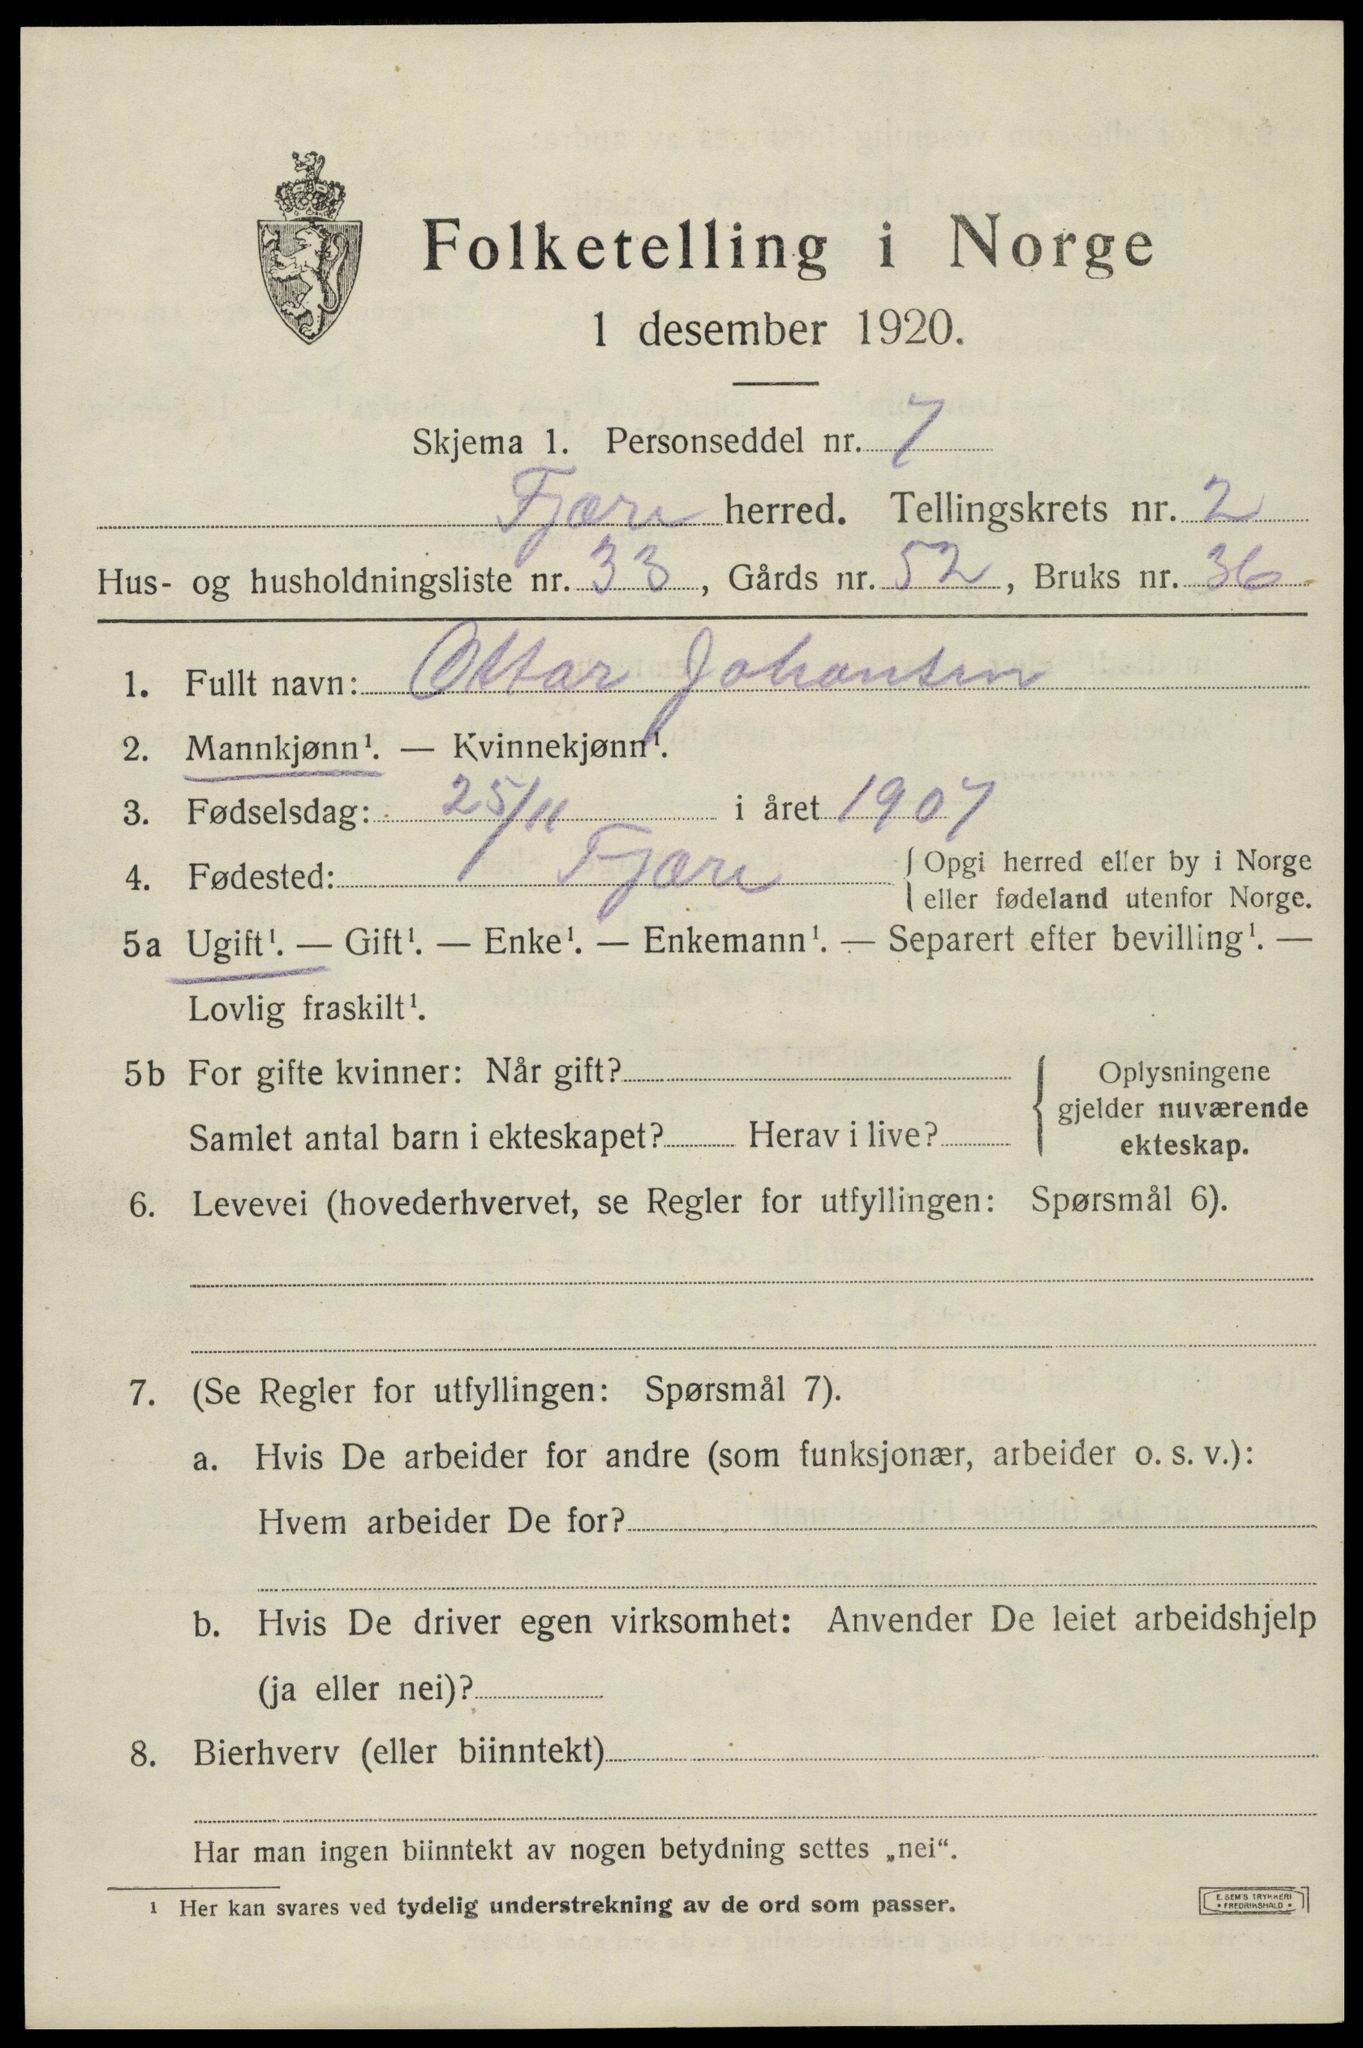 Folketelling i Norge
1 desember 1920.
Skjema 1. Personseddel nr. 7
Fjære herred. Tellingskrets nr. 2
Hus- og husholdningsliste nr. 33, Gårds nr. 52, Bruks nr. 36
1. Fullt navn: Ottar Johansen
2. Mannkjønn¹. — Kvinnekjønn¹.
3. Fødselsdag: 25/11 i året 1907
4. Fødested: Fjære { Opgi herred eller by i Norge
eller fødeland utenfor Norge.
5a Ugift¹. — Gift¹. — Enke¹. — Enkemann¹. — Separert efter bevilling¹. —
Lovlig fraskilt¹.
5b For gifte kvinner: Når gift? { Oplysningene
gjelder nuværende
Samlet antal barn i ekteskapet? Herav i live? ekteskap.
6. Levevei (hovederhvervet, se Regler for utfyllingen: Spørsmål 6).
7. (Se Regler for utfyllingen: Spørsmål 7).
a. Hvis De arbeider for andre (som funksjonær, arbeider o. s. v.):
Hvem arbeider De for?
b. Hvis De driver egen virksomhet: Anvender De leiet arbeidshjelp
(ja eller nei)?
8. Bierhverv (eller biinntekt)
Har man ingen biinntekt av nogen betydning settes „nei“.
¹ Her kan svares ved tydelig understrekning av de ord som passer.
E. SEM'S TRYKKERI
• FREDRIKSHALD •